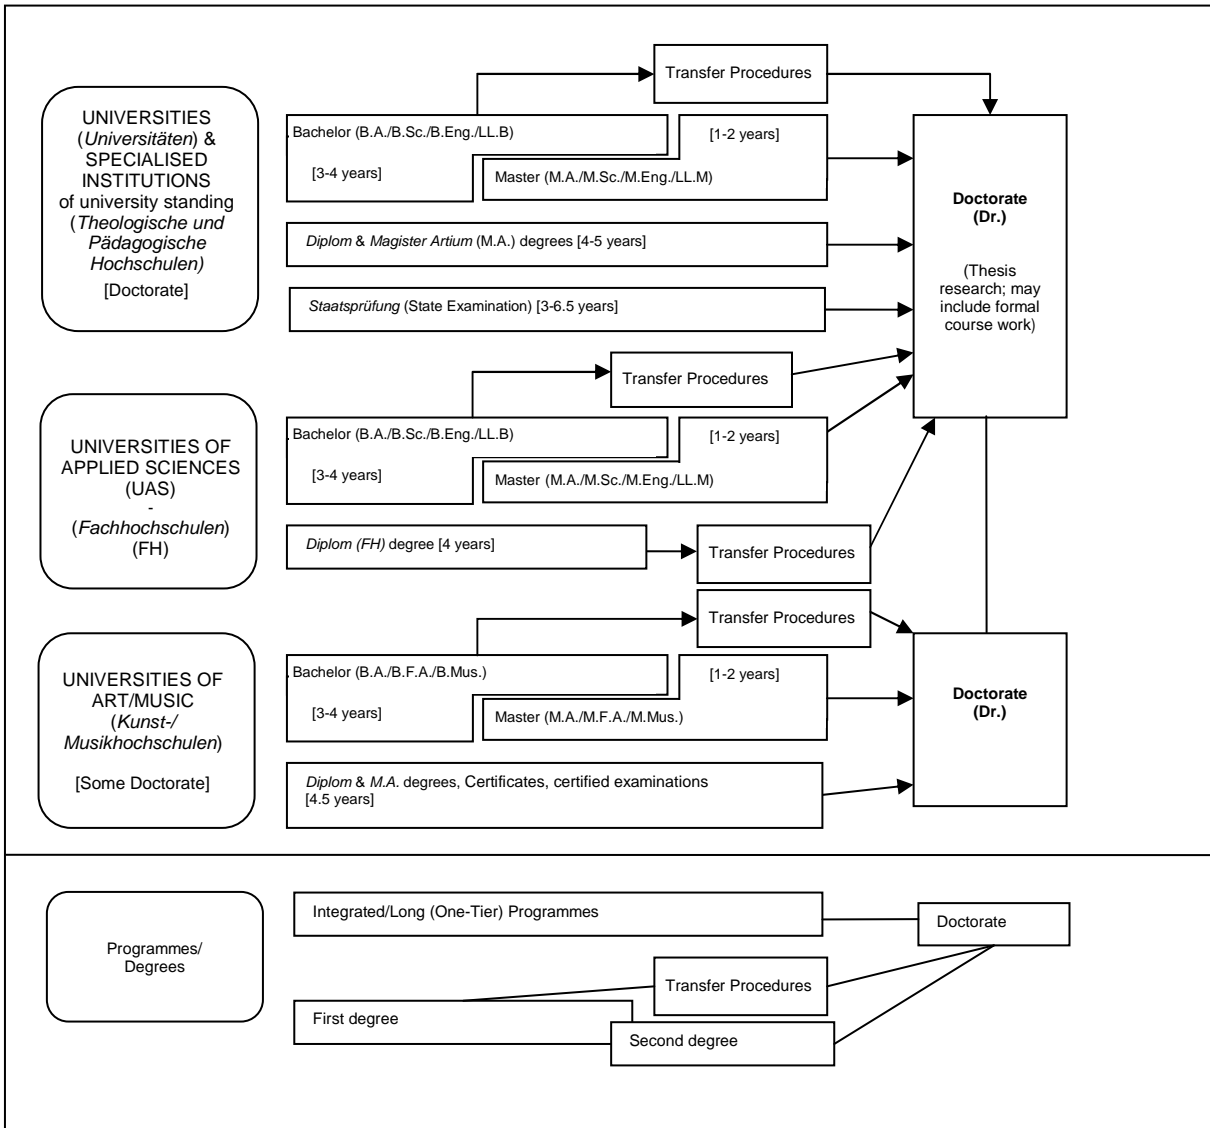 Transfer Procedures
UNIVERSITIES
(Universitäten) &
SPECIALISED
INSTITUTIONS
of university standing
(Theologische und
Pädagogische
Hochschulen)
[Doctorate]
Bachelor (B.A./B.Sc./B.Eng./LL.B)
[3-4 years]
[1-2 years]
Master (M.A./M.Sc./M.Eng./LL.M)
Diplom & Magister Artium (M.A.) degrees [4-5 years]
Staatsprüfung (State Examination) [3-6.5 years]
Doctorate
(Dr.)
(Thesis
research; may
include formal
course work)
Transfer Procedures
UNIVERSITIES OF
APPLIED SCIENCES
(UAS)
-
(Fachhochschulen)
(FH)
Bachelor (B.A./B.Sc./B.Eng./LL.B)
[3-4 years]
[1-2 years]
Master (M.A./M.Sc./M.Eng./LL.M)
Diplom (FH) degree [4 years]
Transfer Procedures
Transfer Procedures
UNIVERSITIES OF
ART/MUSIC
(Kunst-/
Musikhochschulen)
[Some Doctorate]
Bachelor (B.A./B.F.A./B.Mus.)
[3-4 years]
[1-2 years]
Master (M.A./M.F.A./M.Mus.)
Diplom & M.A. degrees, Certificates, certified examinations
[4.5 years]
Doctorate
(Dr.)
Programmes/
Degrees
Integrated/Long (One-Tier) Programmes
Doctorate
Transfer Procedures
First degree
Second degree